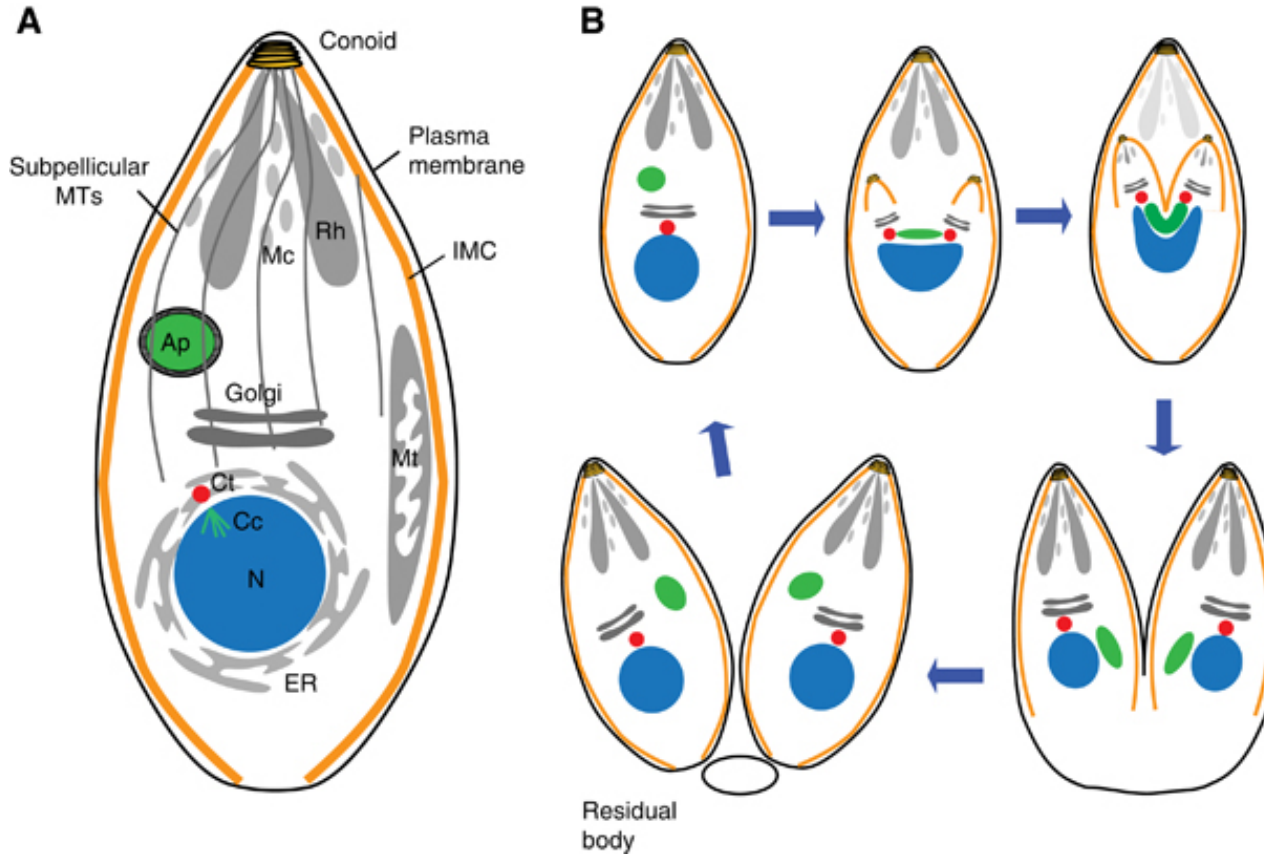 A
Conoid
Plasma
membrane
Subpellicular
MTs
Rh
Mc
IMC
Ap
Golgi
Mt
Ct
Cc
N
ER
B
Residual
body